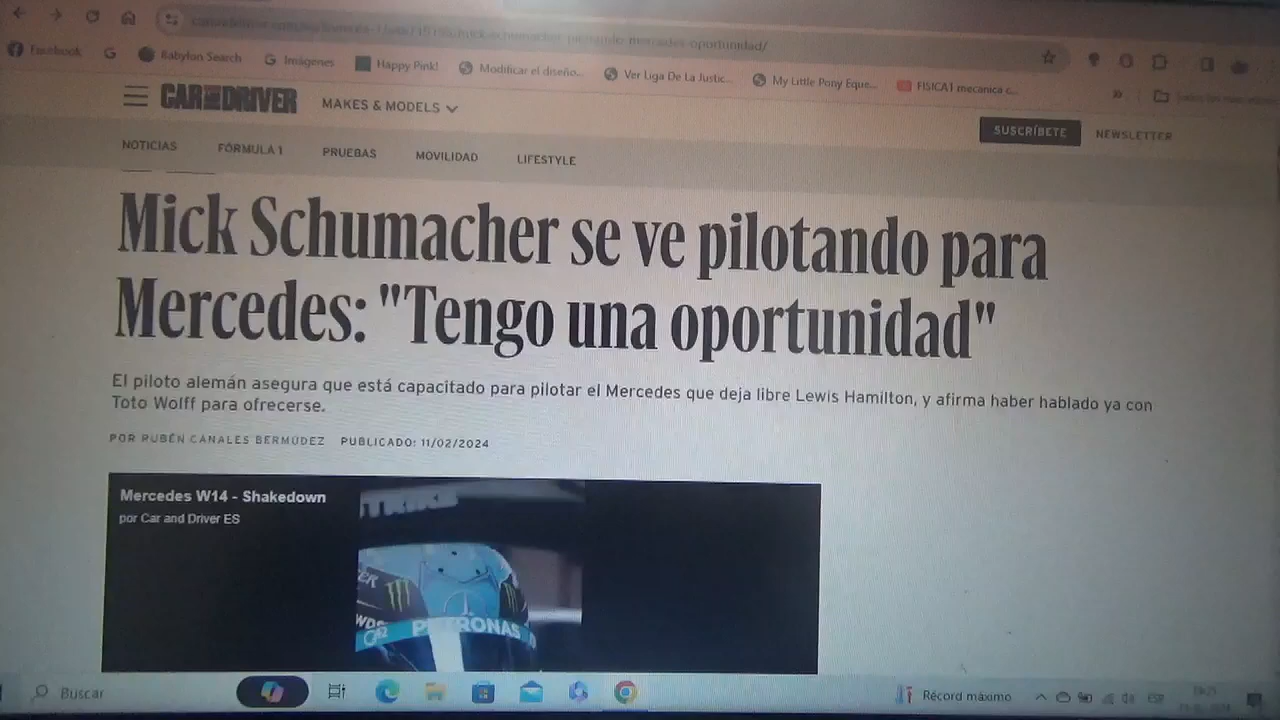 Facebook
Babylon Search
Imágenes
Happy Pink!
Modificar el diseño...
Ver Liga De La Justic...
My Little Pony Eque...
FISICA I mecanica c...
CAR AND DRIVER
MAKES & MODELS
SUSCRÍBETE
NEWSLETTER
NOTICIAS
FÓRMULA 1
PRUEBAS
MOVILIDAD
LIFESTYLE
Mick Schumacher se ve pilotando para
Mercedes: "Tengo una oportunidad"
El piloto alemán asegura que está capacitado para pilotar el Mercedes que deja libre Lewis Hamilton, y afirma haber hablado ya con
Toto Wolff para ofrecerse.
POR RUBÉN CANALES BERMÚDEZ PUBLICADO: 11/02/2024
Mercedes W14 - Shakedown
por Car and Driver ES
PETRONAS
Buscar
Récord máximo
ESP